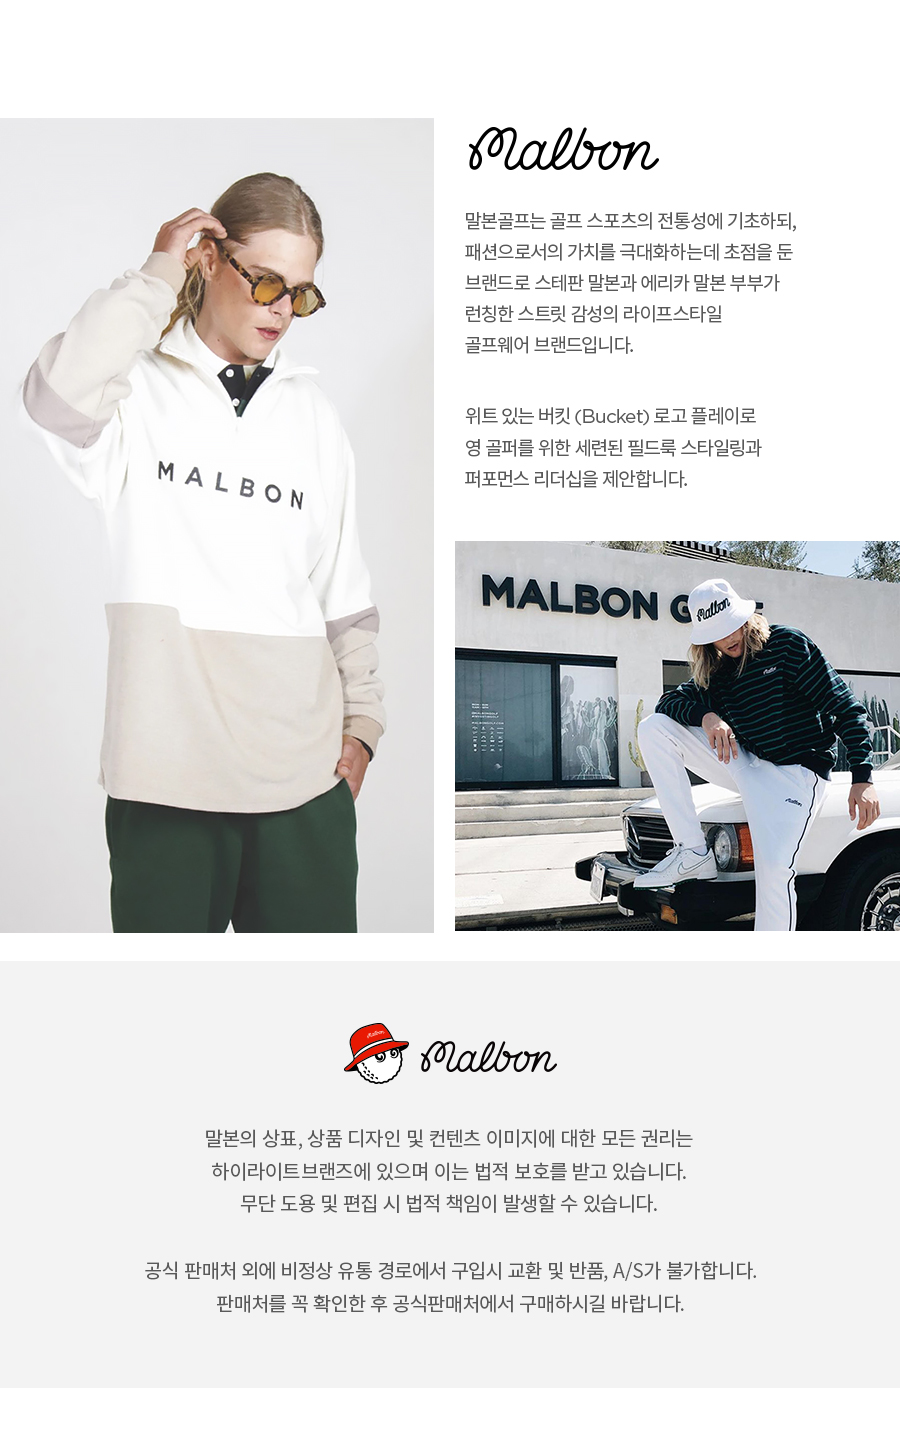 Malbon
말본골프는 골프 스포츠의 전통성에 기초하되,
패션으로서의 가치를 극대화하는데 초점을 둔
브랜드로 스테판 말본과 에리카 말본 부부가
런칭한 스트릿 감성의 라이프스타일
골프웨어 브랜드입니다.
위트 있는 버킷 (Bucket) 로고 플레이로
영 골퍼를 위한 세련된 필드룩 스타일링과
퍼포먼스 리더십을 제안합니다.
MALBON
MALBON G
Malbon
Malbon
Malbon
Malbon
Malbon
말본의 상표, 상품 디자인 및 컨텐츠 이미지에 대한 모든 권리는
하이라이트브랜즈에 있으며 이는 법적 보호를 받고 있습니다.
무단 도용 및 편집 시 법적 책임이 발생할 수 있습니다.
공식 판매처 외에 비정상 유통 경로에서 구입시 교환 및 반품, A/S가 불가합니다.
판매처를 꼭 확인한 후 공식판매처에서 구매하시길 바랍니다.